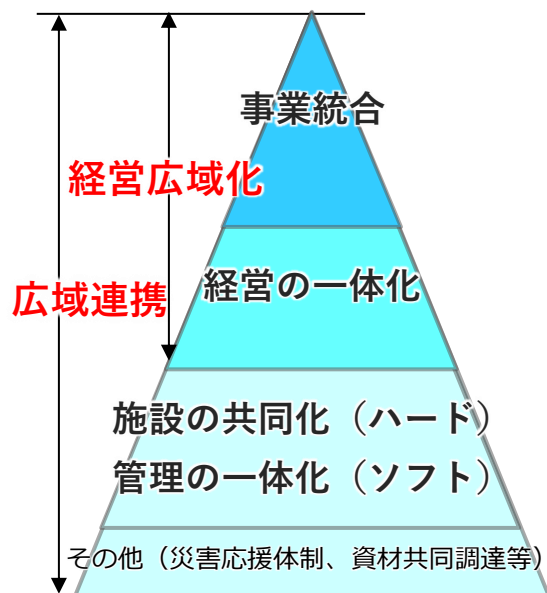 事業統合
経営広域化
経営の一体化
広域連携
施設の共同化（ハード）
管理の一体化（ソフト）
その他（災害応援体制、資材共同調達等）